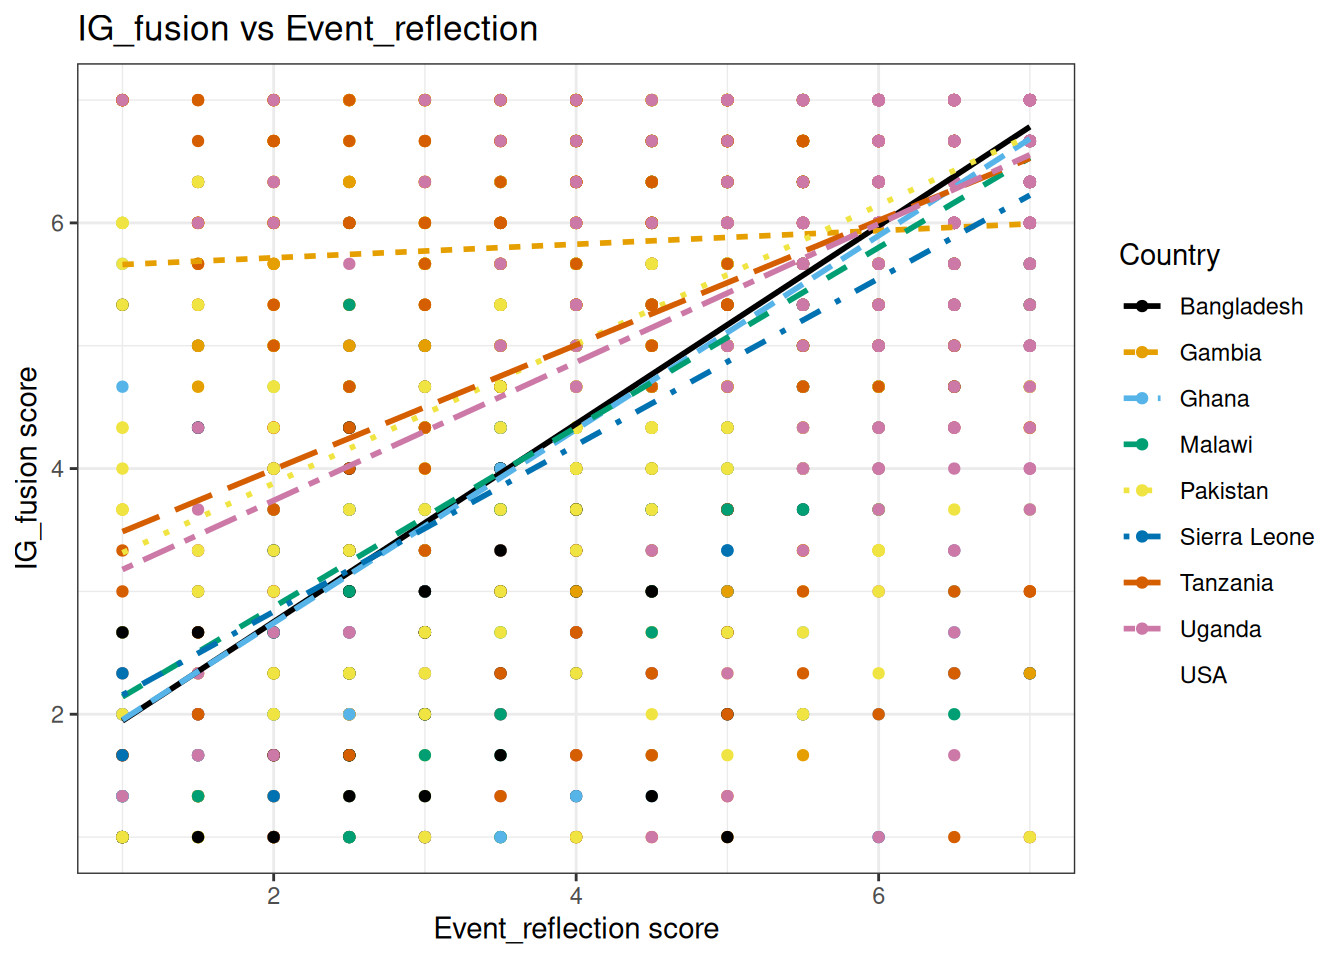 IG_fusion vs Event_reflection
IG_fusion score
6
4
2
2
4
6
Event_reflection score
Country
Bangladesh
Gambia
Ghana
Malawi
Pakistan
Sierra Leone
Tanzania
Uganda
USA